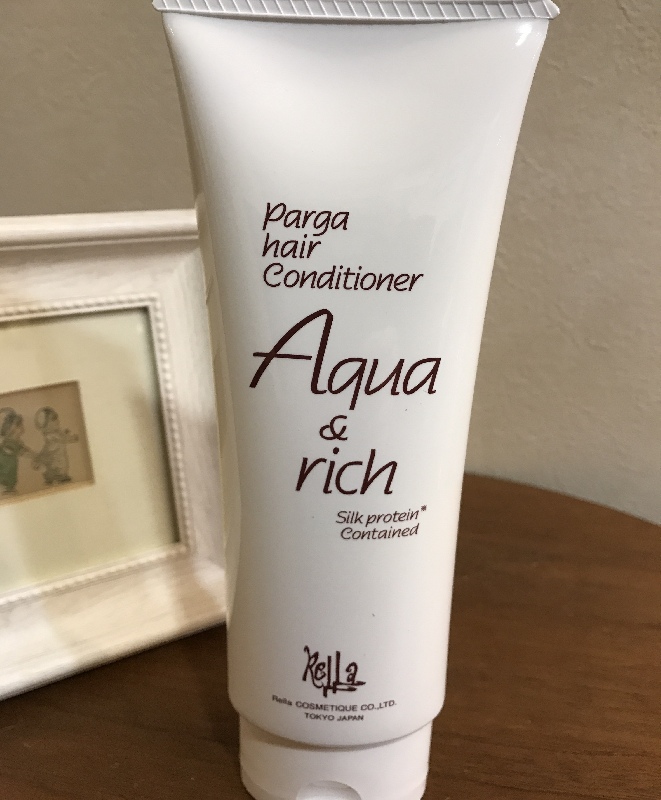 Parga
hair
Conditioner
Aqua
&
rich
Silk protein*
Contained
Rella
Rella COSMETIQUE CO.,LTD.
TOKYO JAPAN